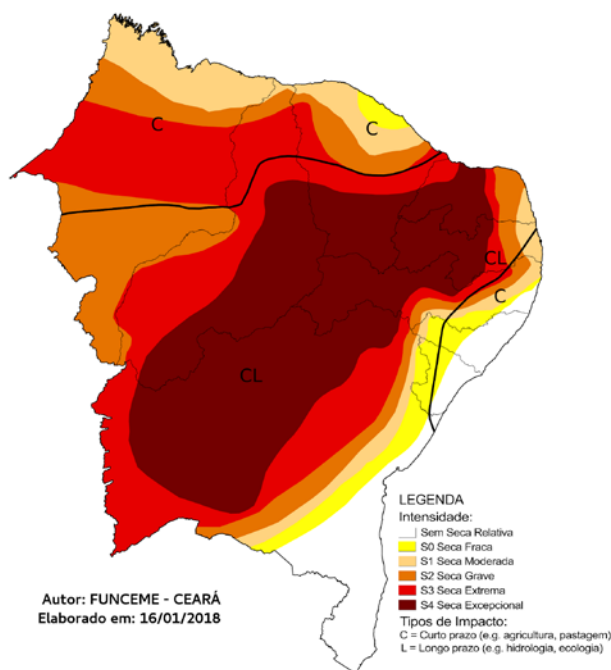 C
C
CL
C
CL
LEGENDA
Intensidade:
Sem Seca Relativa
S0 Seca Fraca
S1 Seca Moderada
S2 Seca Grave
S3 Seca Extrema
S4 Seca Excepcional
Tipos de Impacto:
C = Curto prazo (e.g. agricultura, pastagem)
L = Longo prazo (e.g. hidrologia, ecologia)
Autor: FUNCEME - CEARÁ
Elaborado em: 16/01/2018